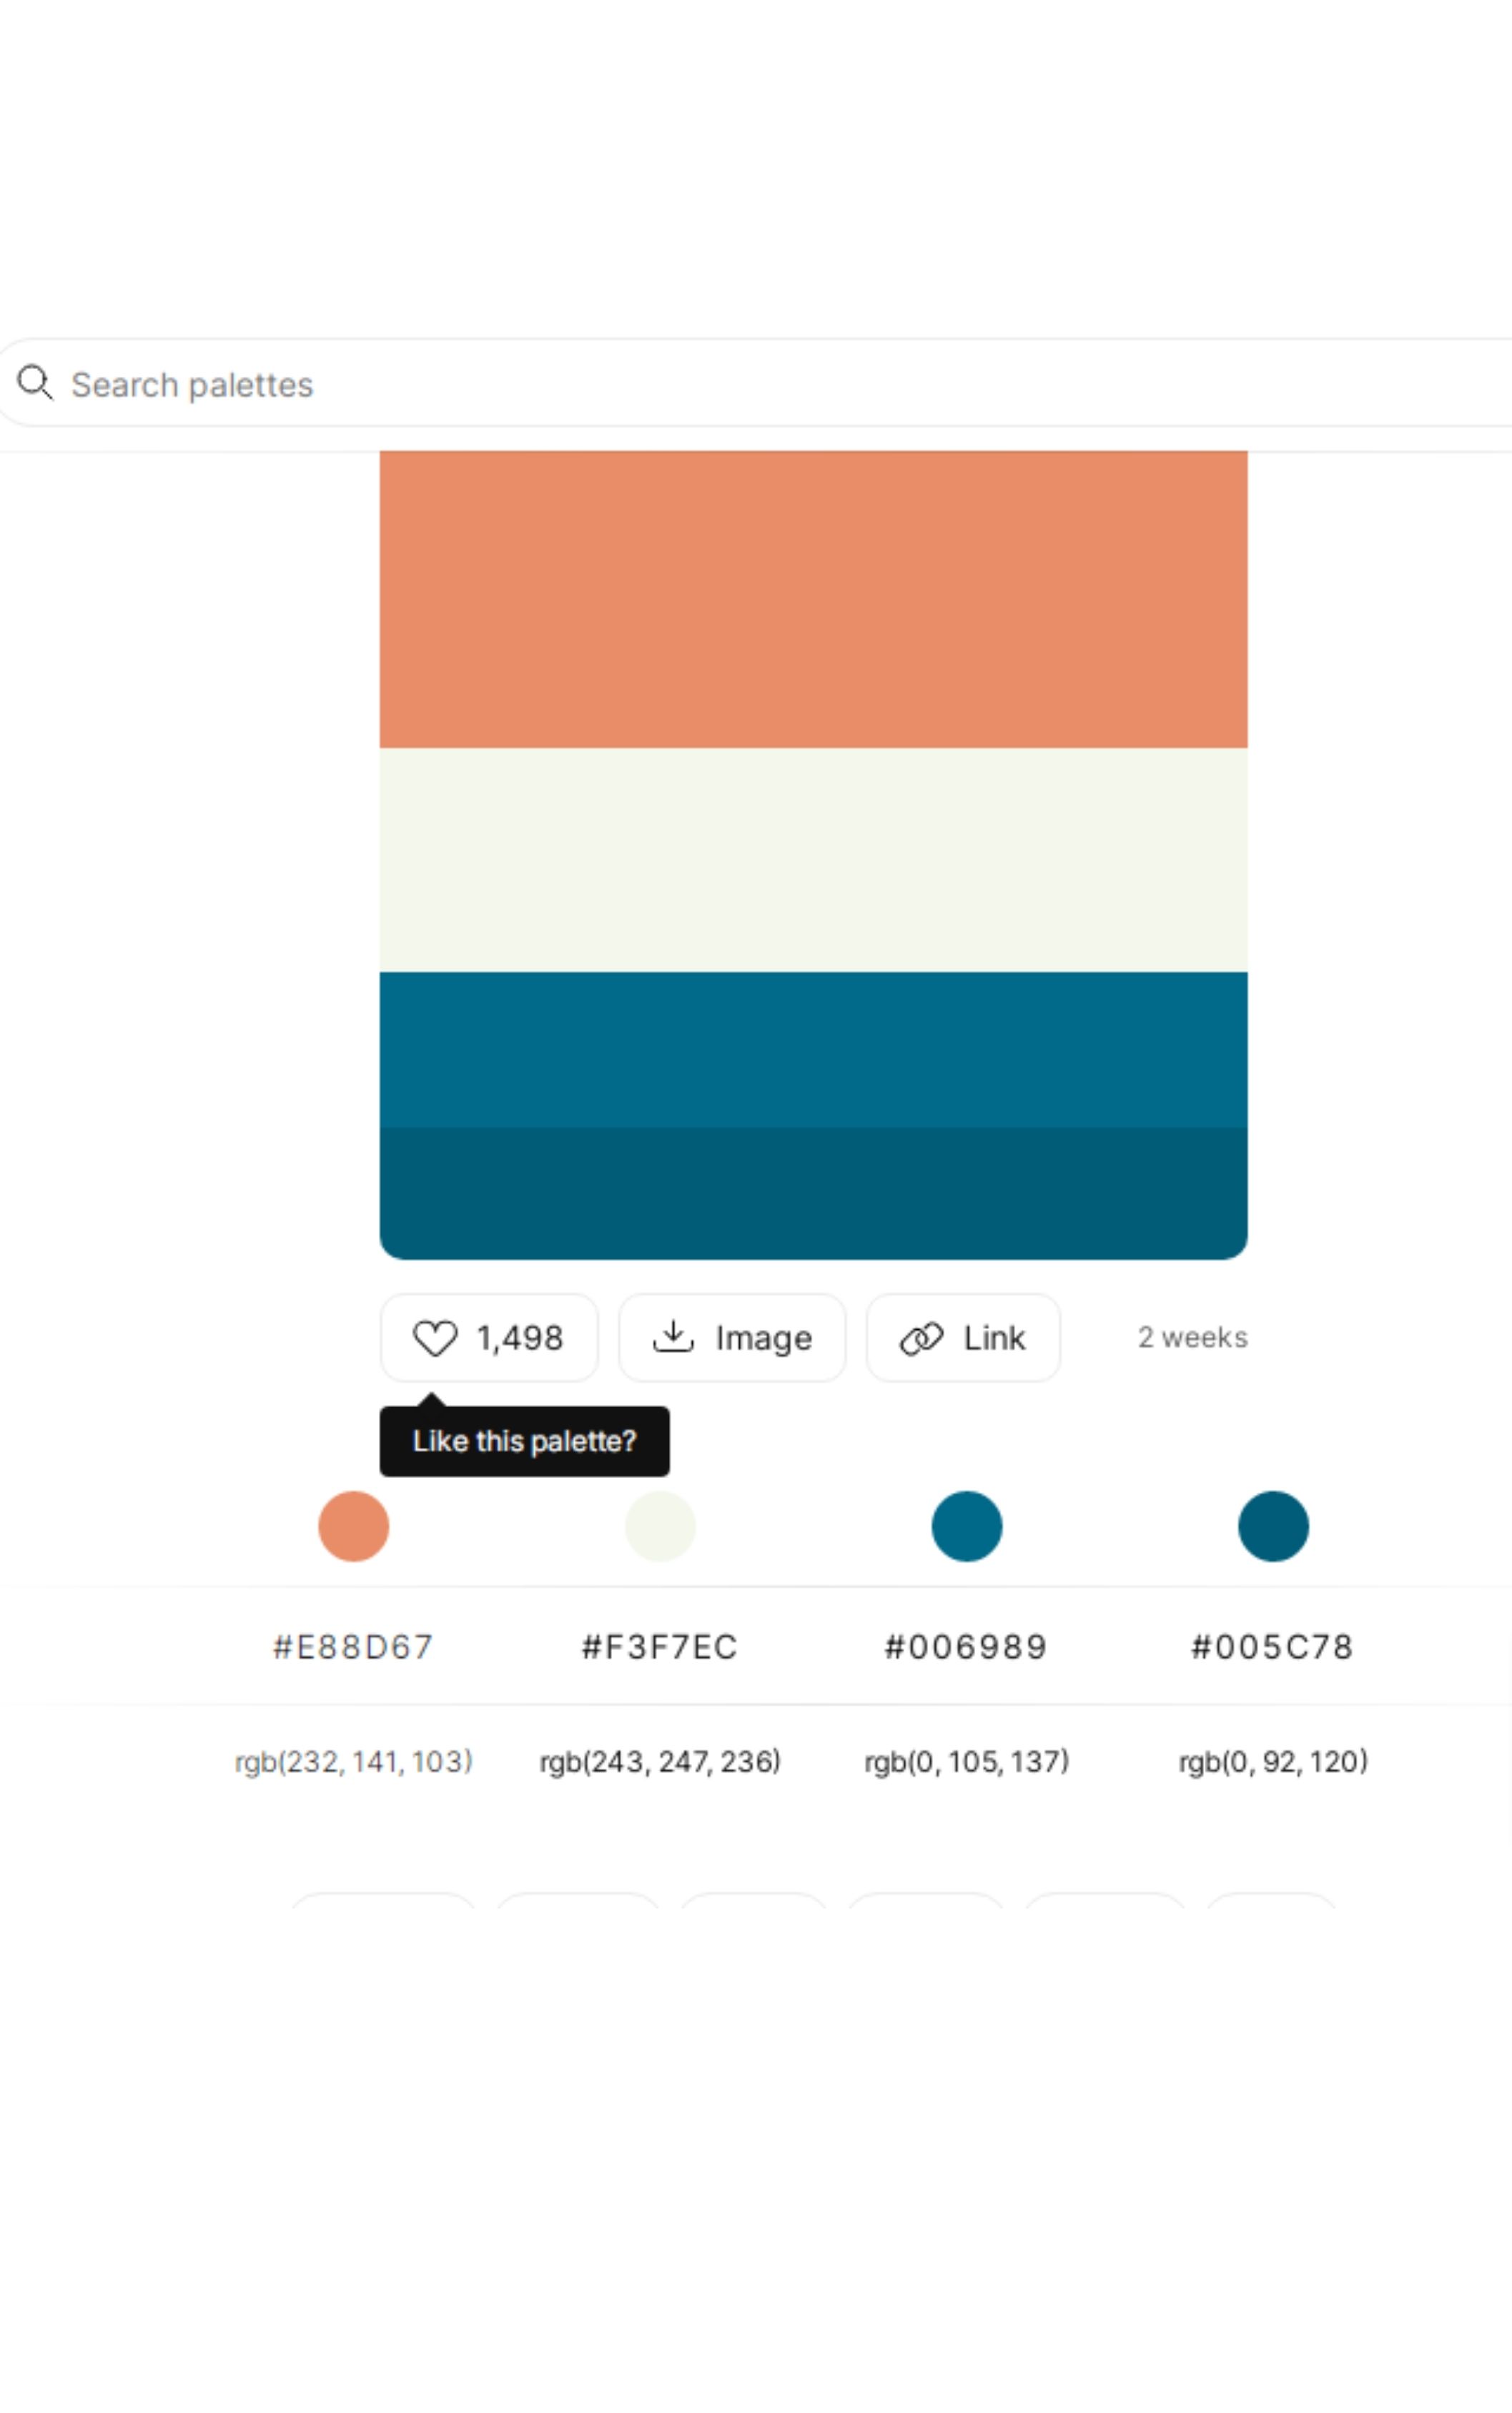 Search palettes
1,498 Image Link 2 weeks
Like this palette?
#E88D67 #F3F7EC #006989 #005C78
rgb(232, 141, 103) rgb(243, 247, 236) rgb(0, 105, 137) rgb(0, 92, 120)